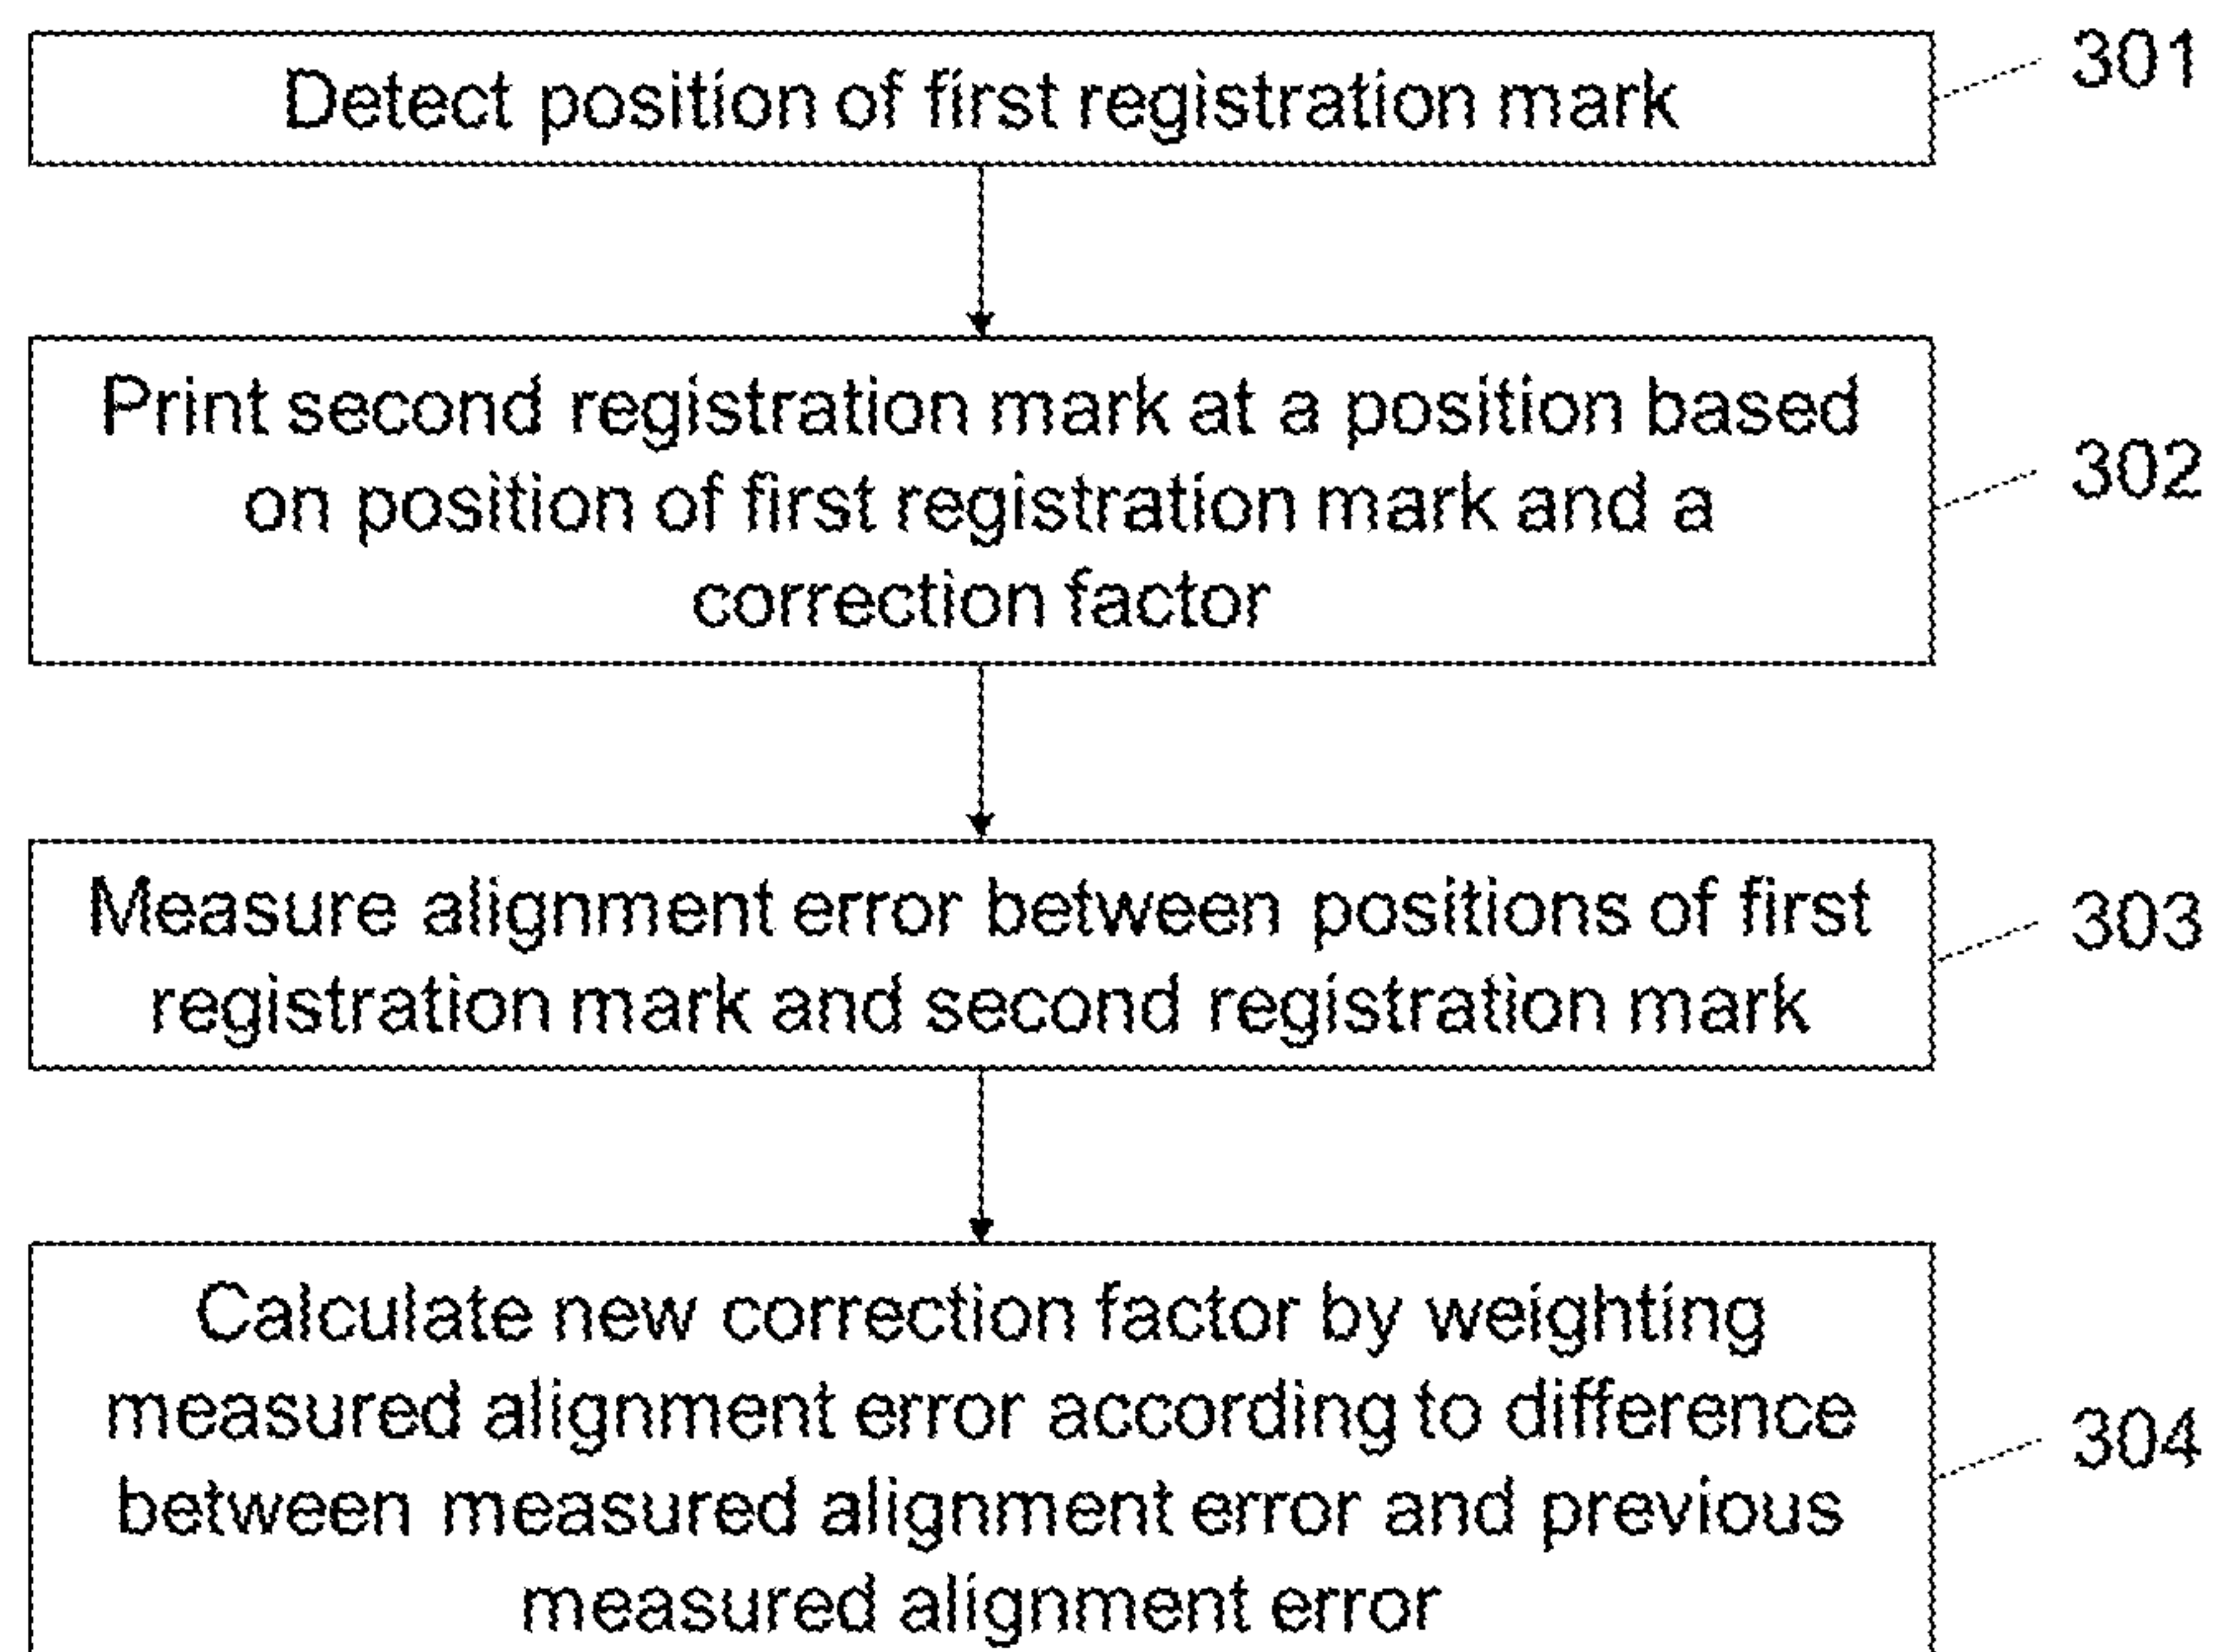 Detect position of first registration mark
301
Print second registration mark at a position based
on position of first registration mark and a
correction factor
302
Measure alignment error between positions of first
registration mark and second registration mark
303
Calculate new correction factor by weighting
measured alignment error according to difference
between measured alignment error and previous
measured alignment error
304